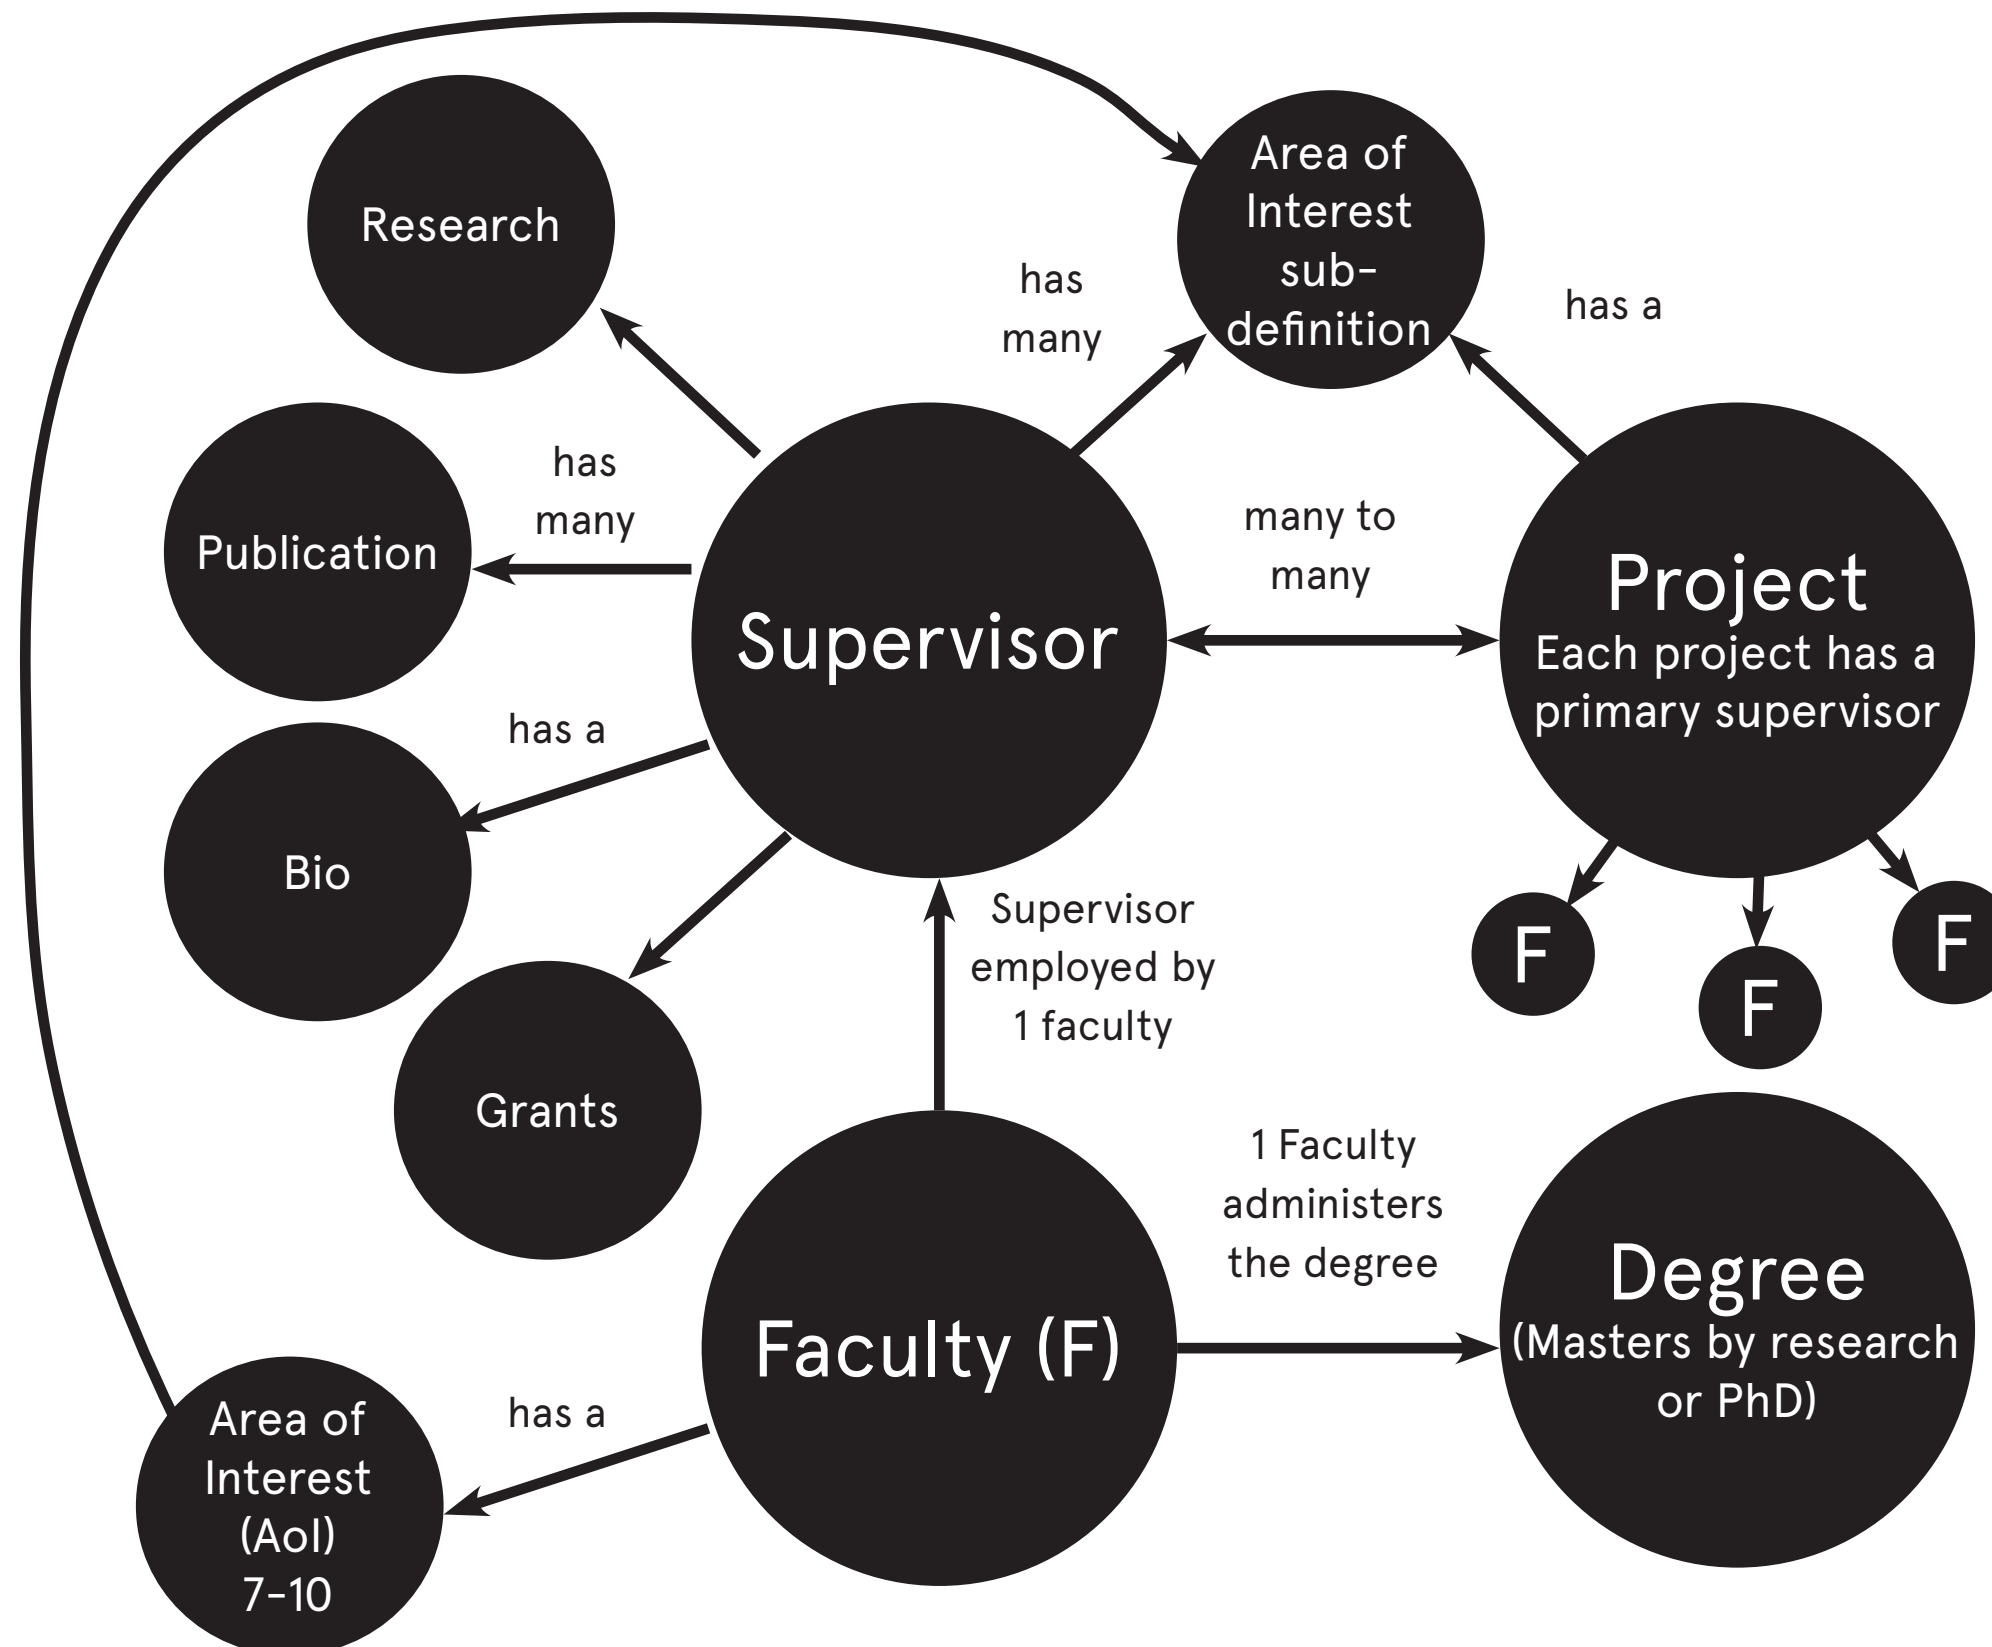 Research
Area of
Interest
sub-
definition
has
many
has a
Publication
has
many
many to
many
Supervisor
Project
Each project has a
primary supervisor
has a
Bio
Supervisor
employed by
1 faculty
F
F
F
Grants
1 Faculty
administers
the degree
Faculty (F)
Degree
(Masters by research
or PhD)
has a
Area of
Interest
(AoI)
7-10